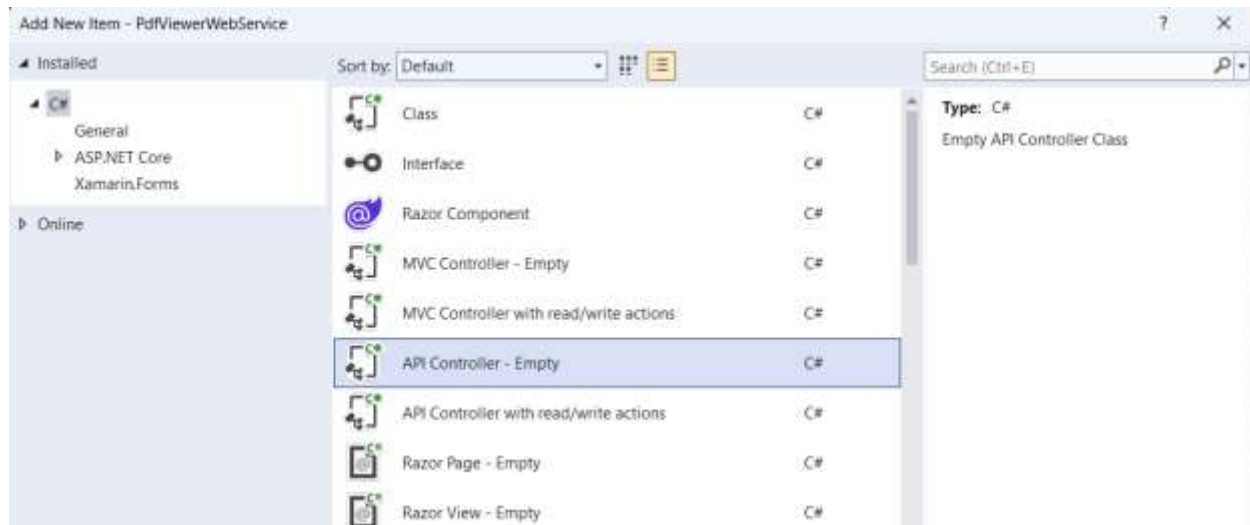 Add New Item - PdfViewerWebService
?
Installed
Sort by: Default
Search (Ctrl+E)
C#
General
ASP.NET Core
Xamarin.Forms
Online
Class C#
Interface C#
Razor Component C#
MVC Controller - Empty C#
MVC Controller with read/write actions C#
API Controller - Empty C#
API Controller with read/write actions C#
Razor Page - Empty C#
Razor View - Empty C#
Type: C#
Empty API Controller Class